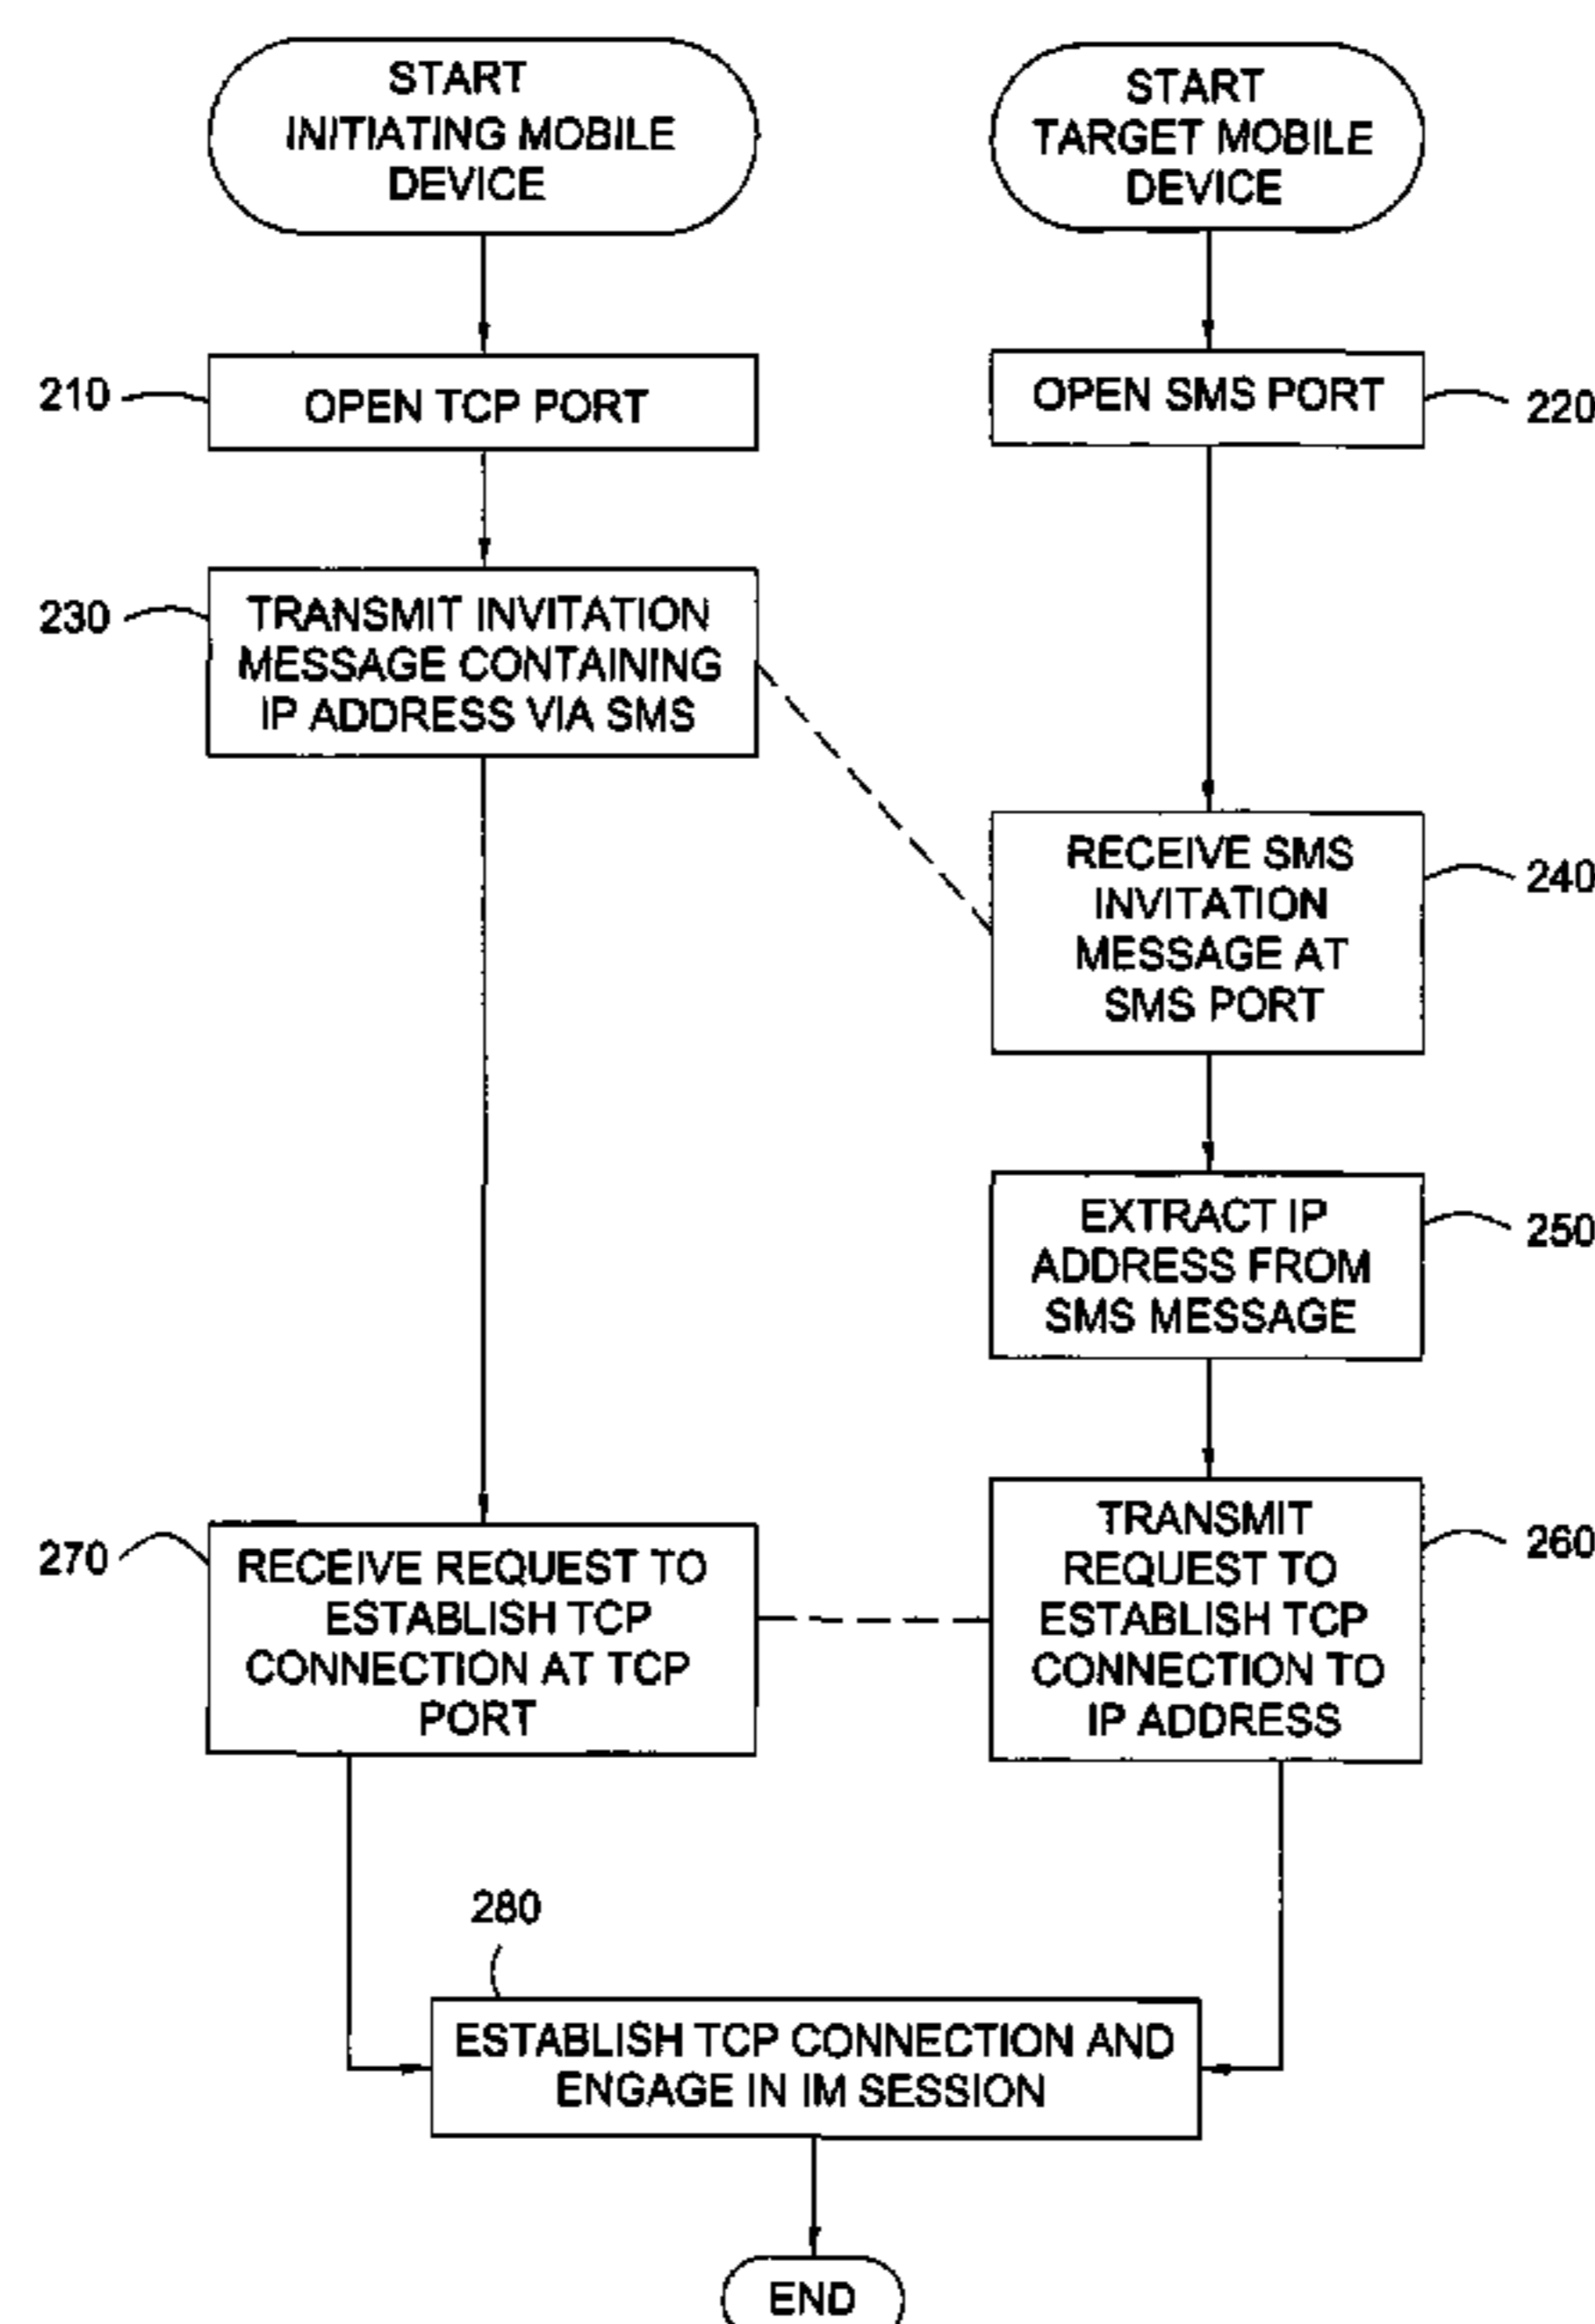 START
INITIATING MOBILE
DEVICE
START
TARGET MOBILE
DEVICE
210
OPEN TCP PORT
OPEN SMS PORT
220
230
TRANSMIT INVITATION
MESSAGE CONTAINING
IP ADDRESS VIA SMS
RECEIVE SMS
INVITATION
MESSAGE AT
SMS PORT
240
EXTRACT IP
ADDRESS FROM
SMS MESSAGE
250
TRANSMIT
REQUEST TO
ESTABLISH TCP
CONNECTION TO
IP ADDRESS
260
270
RECEIVE REQUEST TO
ESTABLISH TCP
CONNECTION AT TCP
PORT
280
ESTABLISH TCP CONNECTION AND
ENGAGE IN IM SESSION
END